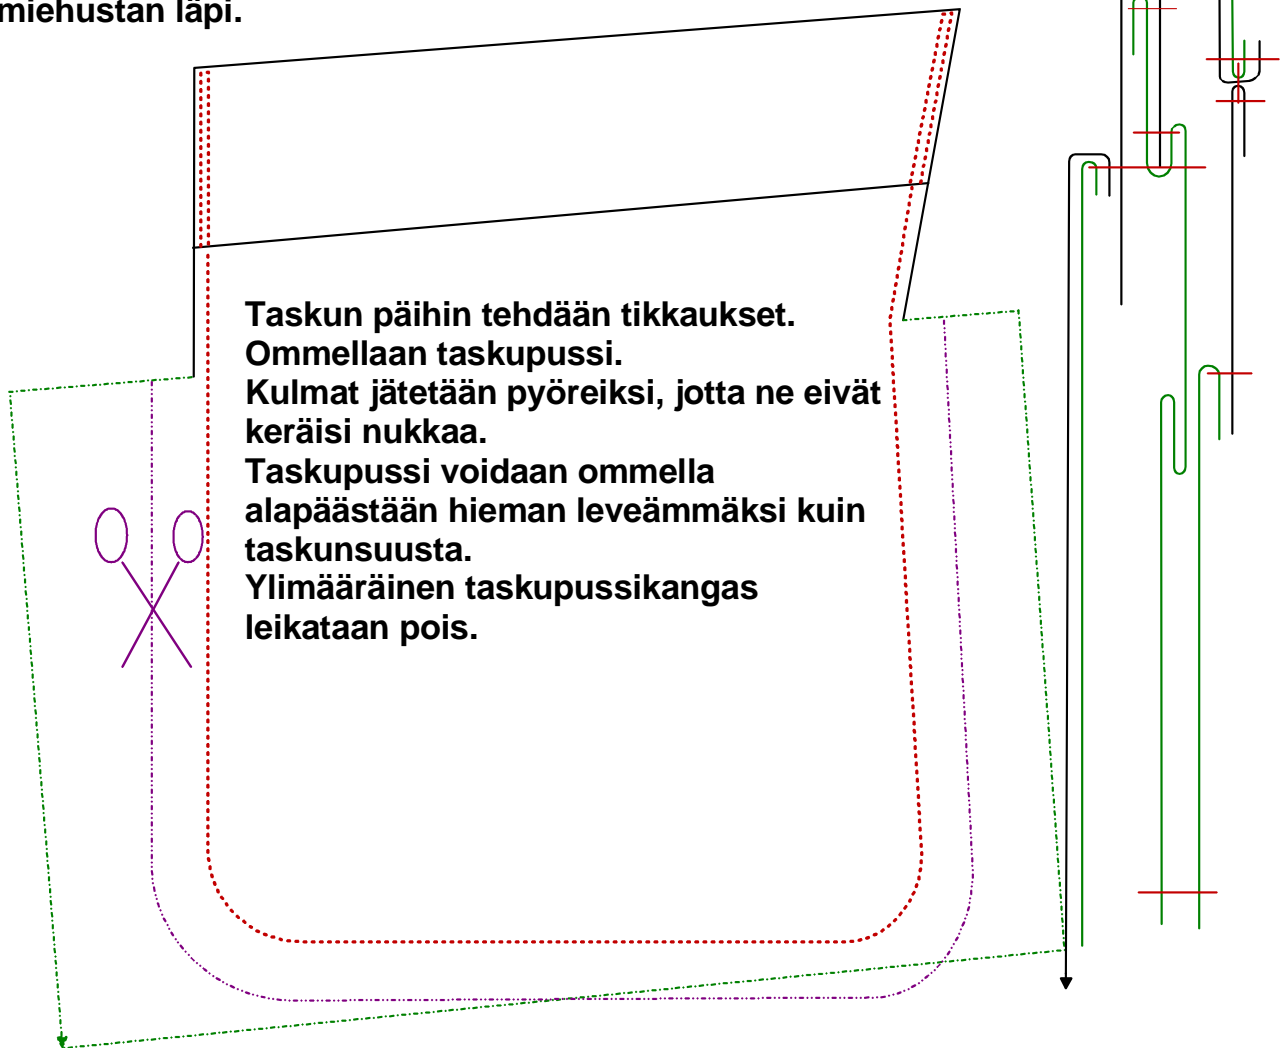 miehustan läpi.
Taskun päihin tehdään tikkaukset.
Ommellaan taskupussi.
Kulmat jätetään pyöreiksi, jotta ne eivät
keräisi nukkaa.
Taskupussi voidaan ommella
alapäästään hieman leveämmäksi kuin
taskunsuusta.
Ylimääräinen taskupussikangas
leikataan pois.